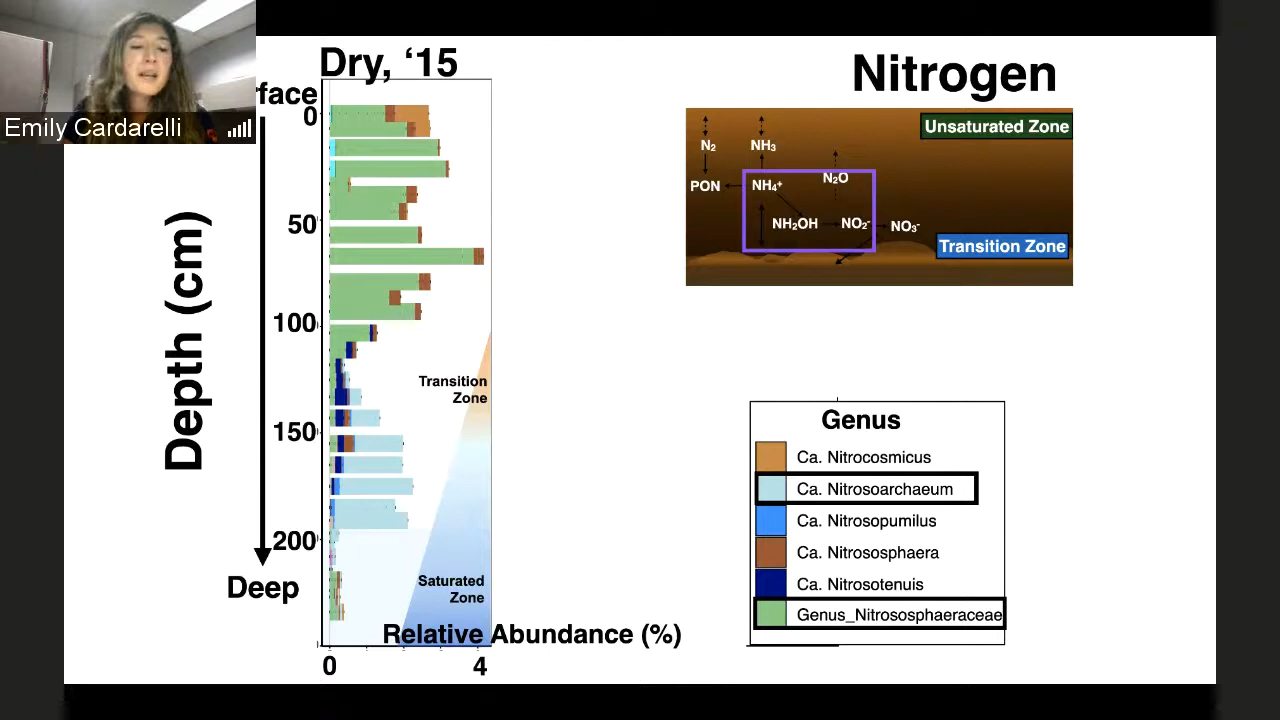 Emily Cardarelli
Dry, ‘15
Nitrogen
rface
0
50
100
150
200
Deep
Depth (cm)
Transition
Zone
Saturated
Zone
Relative Abundance (%)
0
4
Unsaturated Zone
N₂
NH₃
N₂O
PON
NH₄⁺
NH₂OH
NO₂⁻
NO₃⁻
Transition Zone
Genus
Ca. Nitrocosmicus
Ca. Nitrosoarchaeum
Ca. Nitrosopumilus
Ca. Nitrososphaera
Ca. Nitrosotenuis
Genus_Nitrososphaeraceae